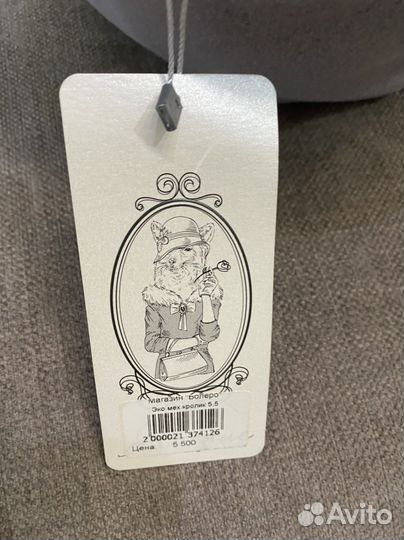 Магазин "Болеро"
Эко мех кролик 5,5
2 000021 374126
Цена 5 500
Avito